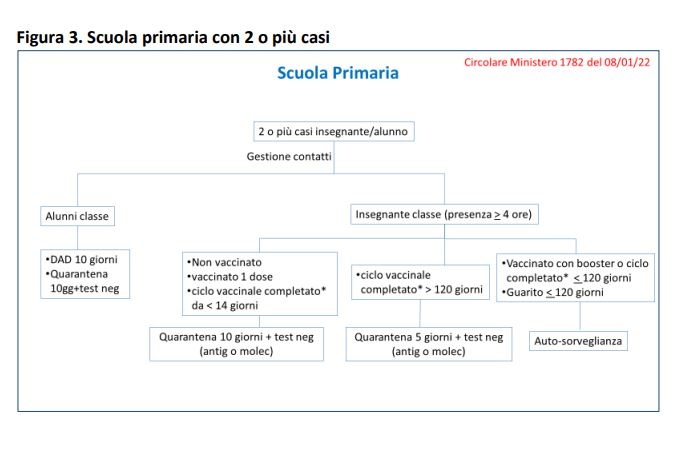 Figura 3. Scuola primaria con 2 o più casi
Circolare Ministero 1782 del 08/01/22
Scuola Primaria
2 o più casi insegnante/alunno
Gestione contatti
Alunni classe
Insegnante classe (presenza ≥ 4 ore)
•DAD 10 giorni
•Quarantena
10gg+test neg
•Non vaccinato
•vaccinato 1 dose
•ciclo vaccinale completato*
da < 14 giorni
•ciclo vaccinale
completato* > 120 giorni
•Vaccinato con booster o ciclo
completato* ≤120 giorni
•Guarito ≤120 giorni
Quarantena 10 giorni + test neg
(antig o molec)
Quarantena 5 giorni + test neg
(antig o molec)
Auto-sorveglianza